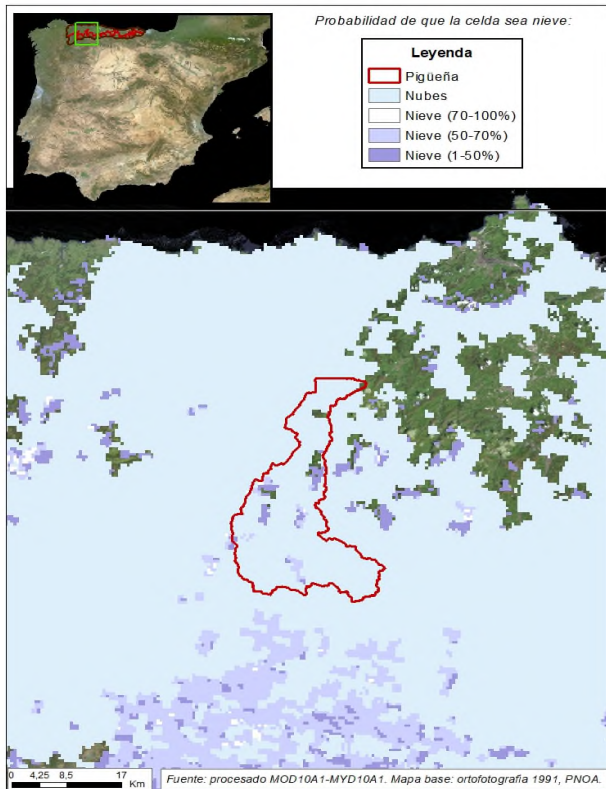 Probabilidad de que la celda sea nieve:
Leyenda
Pigüeña
Nubes
Nieve (70-100%)
Nieve (50-70%)
Nieve (1-50%)
0 4,25 8,5 17
Km
Fuente: procesado MOD10A1-MYD10A1. Mapa base: ortofotografia 1991, PNOA.